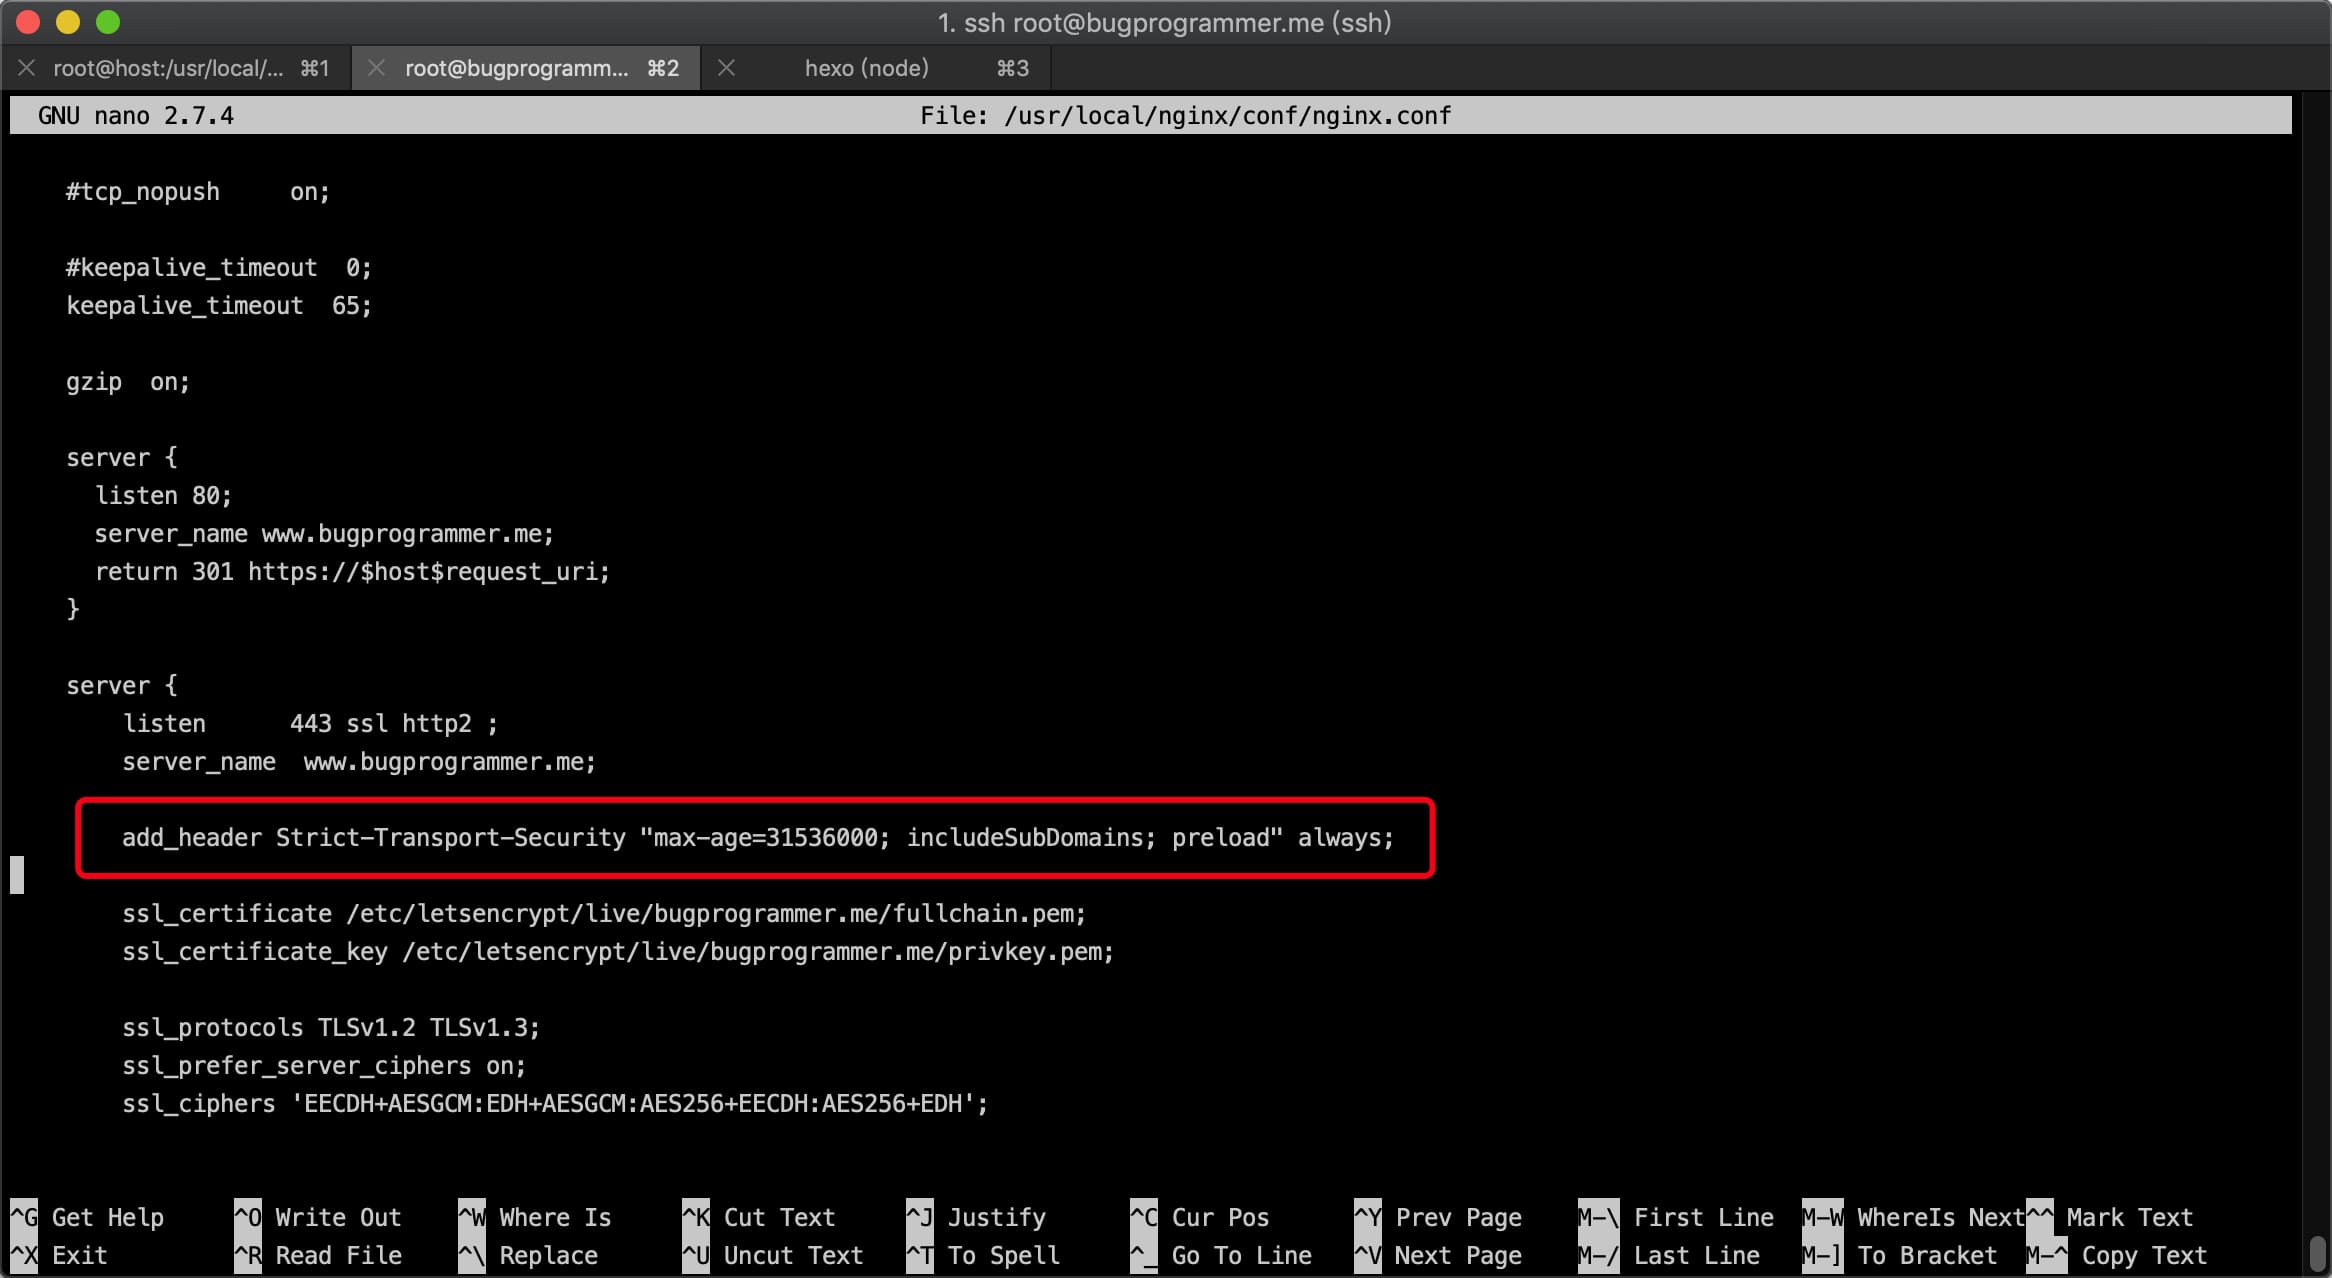 1. ssh root@bugprogrammer.me (ssh)
root@host:/usr/local/... ⌘1 root@bugprogramm... ⌘2 hexo (node) ⌘3
GNU nano 2.7.4 File: /usr/local/nginx/conf/nginx.conf
#tcp_nopush     on;
#keepalive_timeout  0;
keepalive_timeout  65;
gzip  on;
server {
listen 80;
server_name www.bugprogrammer.me;
return 301 https://$host$request_uri;
}
server {
listen      443 ssl http2 ;
server_name  www.bugprogrammer.me;
add_header Strict-Transport-Security "max-age=31536000; includeSubDomains; preload" always;
ssl_certificate /etc/letsencrypt/live/bugprogrammer.me/fullchain.pem;
ssl_certificate_key /etc/letsencrypt/live/bugprogrammer.me/privkey.pem;
ssl_protocols TLSv1.2 TLSv1.3;
ssl_prefer_server_ciphers on;
ssl_ciphers 'EECDH+AESGCM:EDH+AESGCM:AES256+EECDH:AES256+EDH';
^G Get Help ^O Write Out ^W Where Is ^K Cut Text ^J Justify ^C Cur Pos ^Y Prev Page M-\ First Line M-W WhereIs Next ^^ Mark Text
^X Exit ^R Read File ^\ Replace ^U Uncut Text ^T To Spell ^_ Go To Line ^V Next Page M-/ Last Line M-] To Bracket M-^ Copy Text